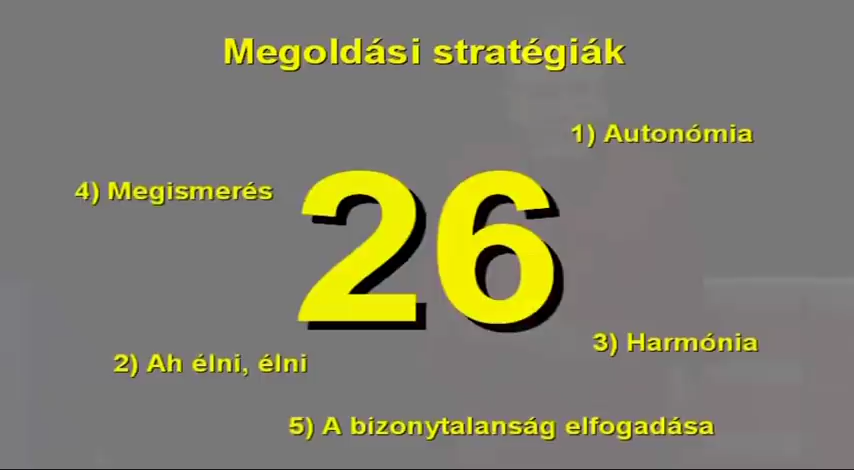 Megoldási stratégiák
1) Autonómia
4) Megismerés
26
3) Harmónia
2) Ah élni, élni
5) A bizonytalanság elfogadása